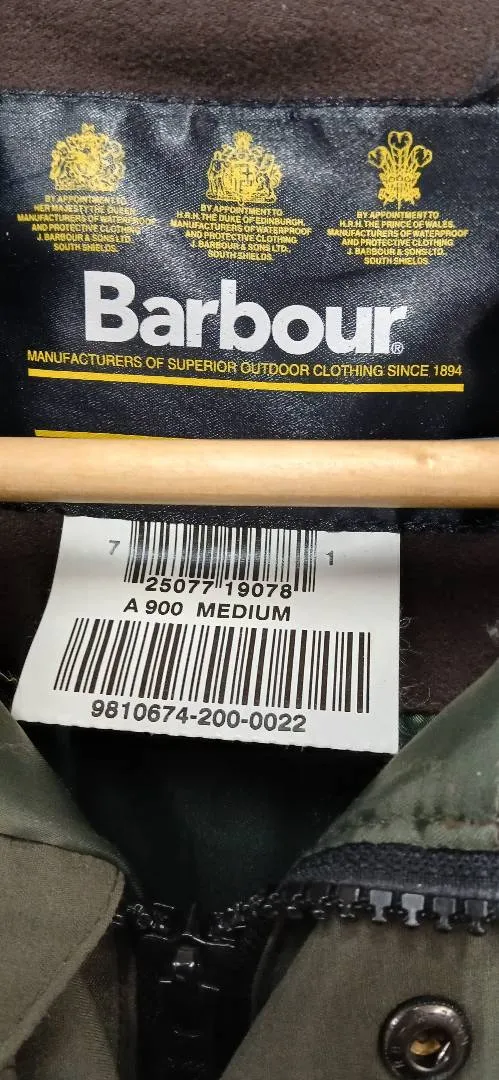 BY APPOINTMENT TO
HER MAJESTY THE QUEEN
MANUFACTURERS OF WATERPROOF
AND PROTECTIVE CLOTHING
J. BARBOUR & SONS LTD.
SOUTH SHIELDS.
BY APPOINTMENT TO
H.R.H. THE DUKE OF EDINBURGH.
MANUFACTURERS OF WATERPROOF
AND PROTECTIVE CLOTHING
J. BARBOUR & SONS LTD.
SOUTH SHIELDS.
BY APPOINTMENT TO
H.R.H. THE PRINCE OF WALES.
MANUFACTURERS OF WATERPROOF
AND PROTECTIVE CLOTHING
J. BARBOUR & SONS LTD.
SOUTH SHIELDS.
Barbour®
MANUFACTURERS OF SUPERIOR OUTDOOR CLOTHING SINCE 1894
7 25077 19078 1
A 900 MEDIUM
9810674-200-0022